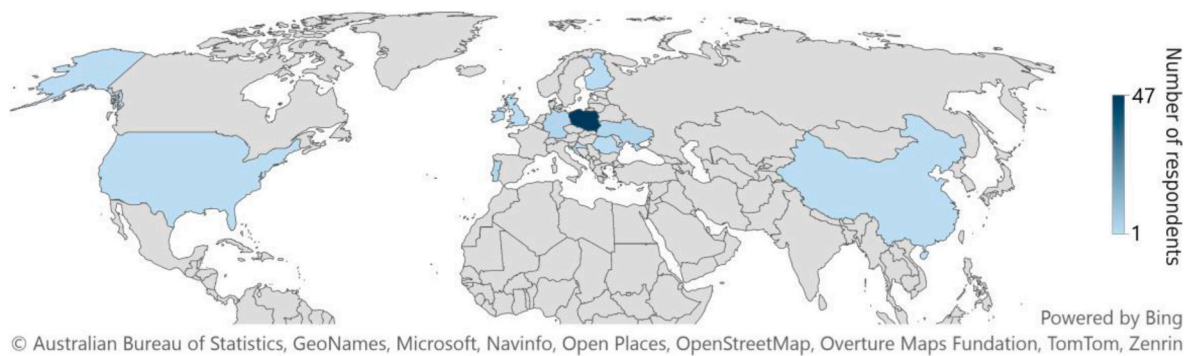 Number of respondents
47
1
Powered by Bing
© Australian Bureau of Statistics, GeoNames, Microsoft, Navinfo, Open Places, OpenStreetMap, Overture Maps Fundation, TomTom, Zenrin